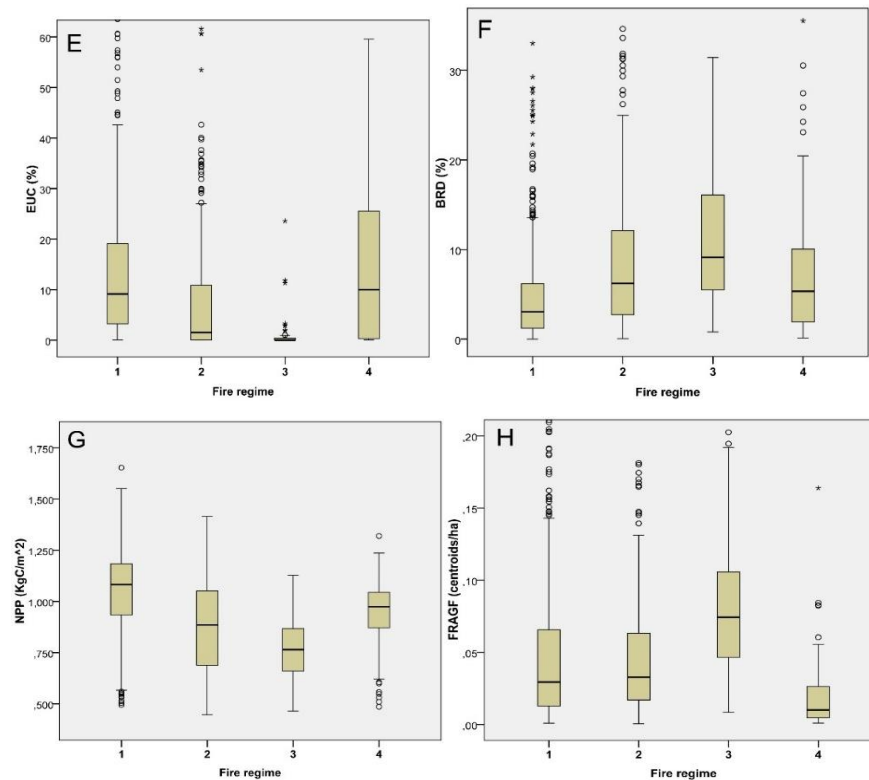 E
EUC (%)
60
50
40
30
20
10
0
1 2 3 4
Fire regime
F
BRD (%)
30
20
10
0
1 2 3 4
Fire regime
G
NPP (KgC/m^2)
1,750
1,500
1,250
1,000
,750
,500
1 2 3 4
Fire regime
H
FRAGF (centroids/ha)
,20
,15
,10
,05
,00
1 2 3 4
Fire regime